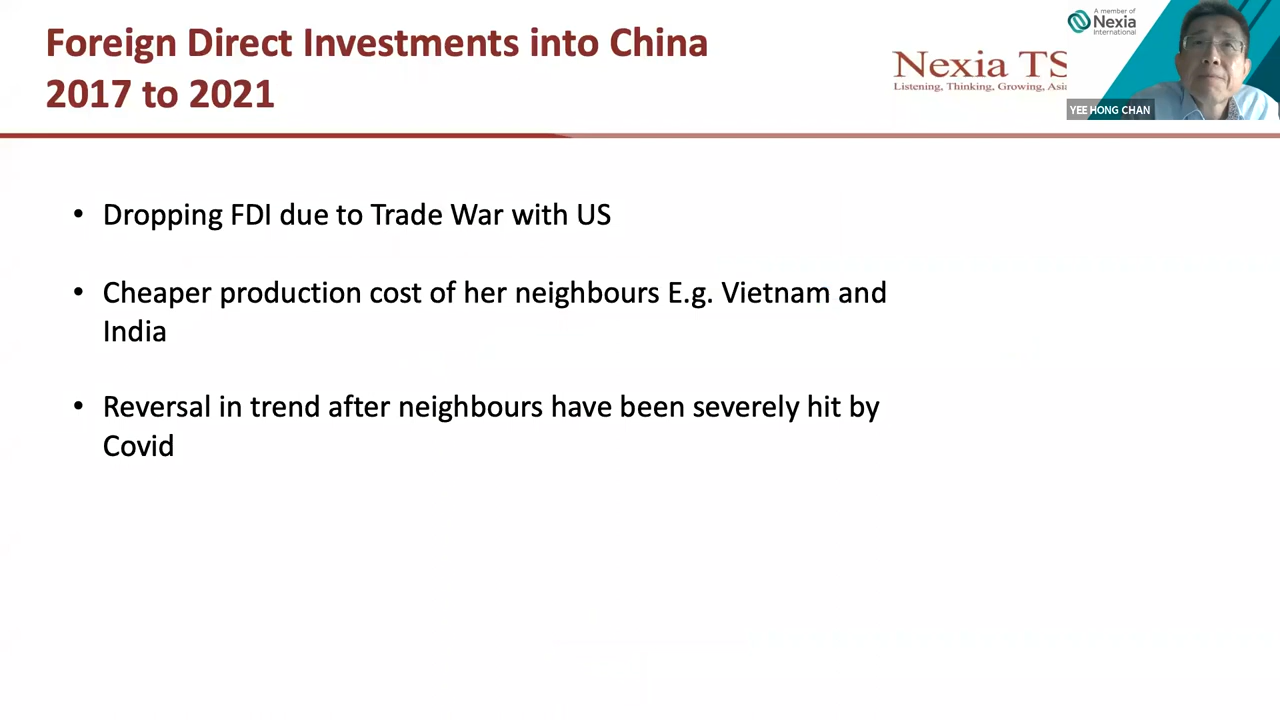 Foreign Direct Investments into China
2017 to 2021
A member of
Nexia
International
Nexia TS
Listening, Thinking, Growing, Asia
YEE HONG CHAN
• Dropping FDI due to Trade War with US
• Cheaper production cost of her neighbours E.g. Vietnam and
India
• Reversal in trend after neighbours have been severely hit by
Covid